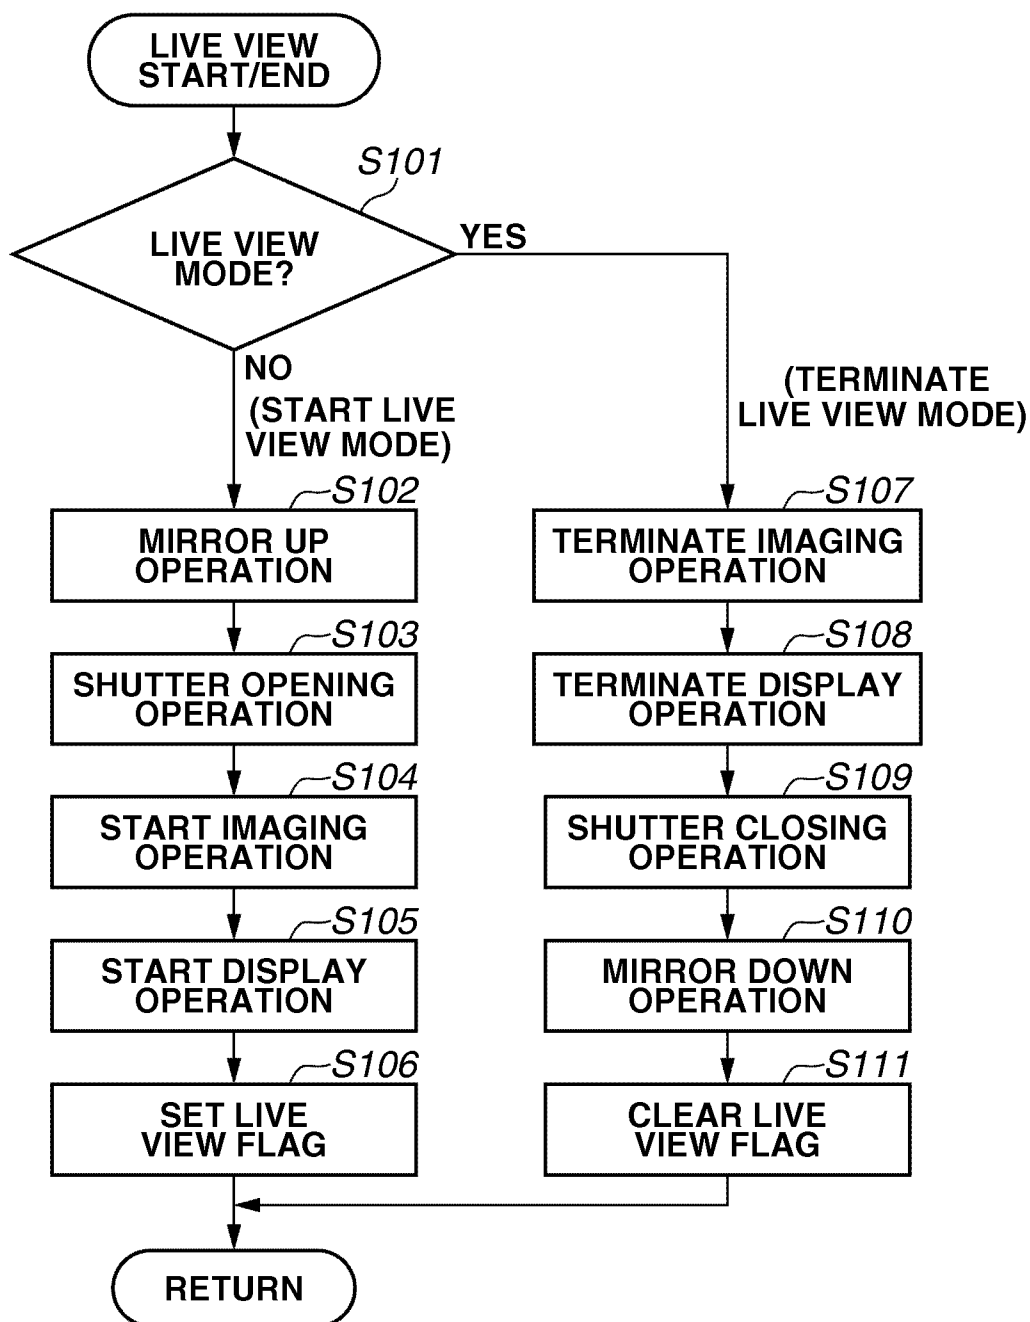 LIVE VIEW
START/END
S101
LIVE VIEW
MODE?
YES
NO
(START LIVE
VIEW MODE)
(TERMINATE
LIVE VIEW MODE)
S102
MIRROR UP
OPERATION
S103
SHUTTER OPENING
OPERATION
S104
START IMAGING
OPERATION
S105
START DISPLAY
OPERATION
S106
SET LIVE
VIEW FLAG
S107
TERMINATE IMAGING
OPERATION
S108
TERMINATE DISPLAY
OPERATION
S109
SHUTTER CLOSING
OPERATION
S110
MIRROR DOWN
OPERATION
S111
CLEAR LIVE
VIEW FLAG
RETURN